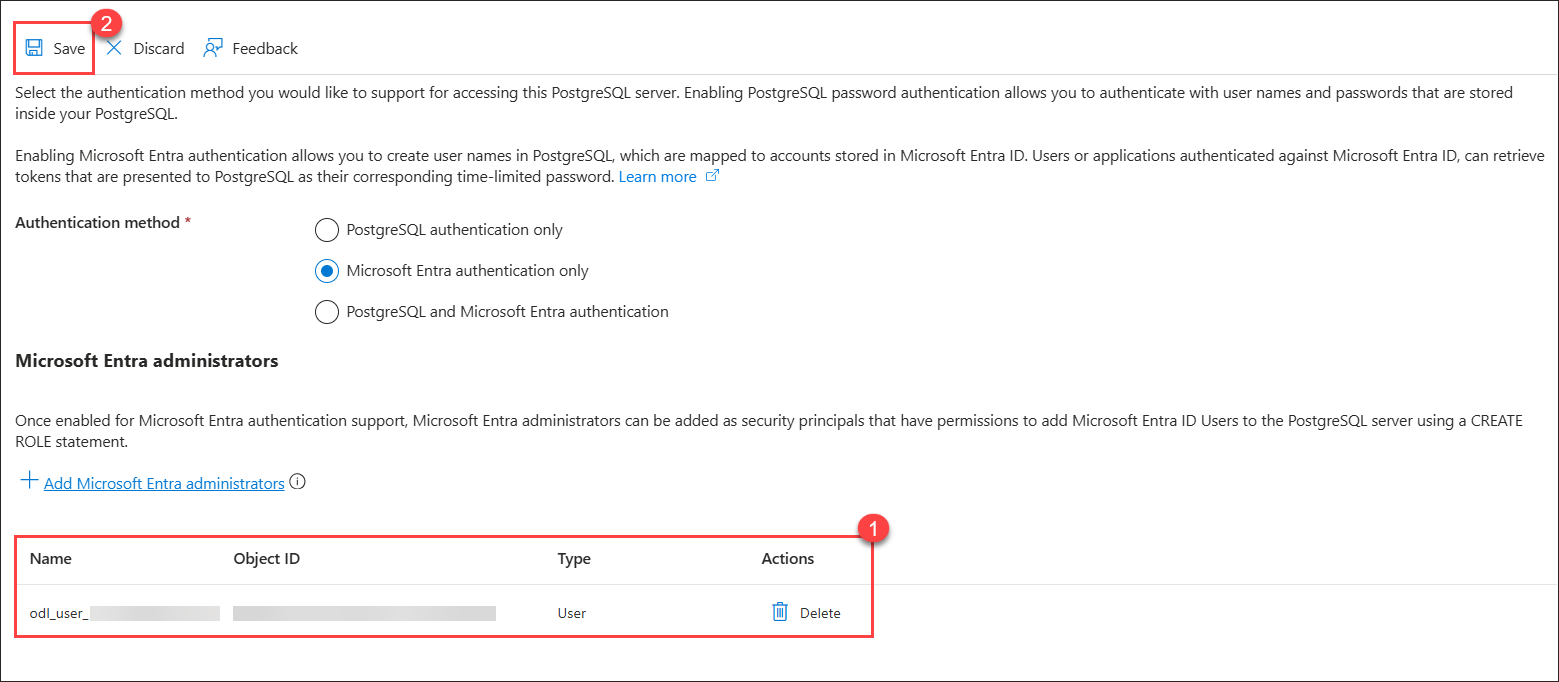 2
Save Discard Feedback
Select the authentication method you would like to support for accessing this PostgreSQL server. Enabling PostgreSQL password authentication allows you to authenticate with user names and passwords that are stored
inside your PostgreSQL.
Enabling Microsoft Entra authentication allows you to create user names in PostgreSQL, which are mapped to accounts stored in Microsoft Entra ID. Users or applications authenticated against Microsoft Entra ID, can retrieve
tokens that are presented to PostgreSQL as their corresponding time-limited password. Learn more
Authentication method *
PostgreSQL authentication only
Microsoft Entra authentication only
PostgreSQL and Microsoft Entra authentication
Microsoft Entra administrators
Once enabled for Microsoft Entra authentication support, Microsoft Entra administrators can be added as security principals that have permissions to add Microsoft Entra ID Users to the PostgreSQL server using a CREATE
ROLE statement.
Add Microsoft Entra administrators
1
Name Object ID Type Actions
odl_user_ User Delete